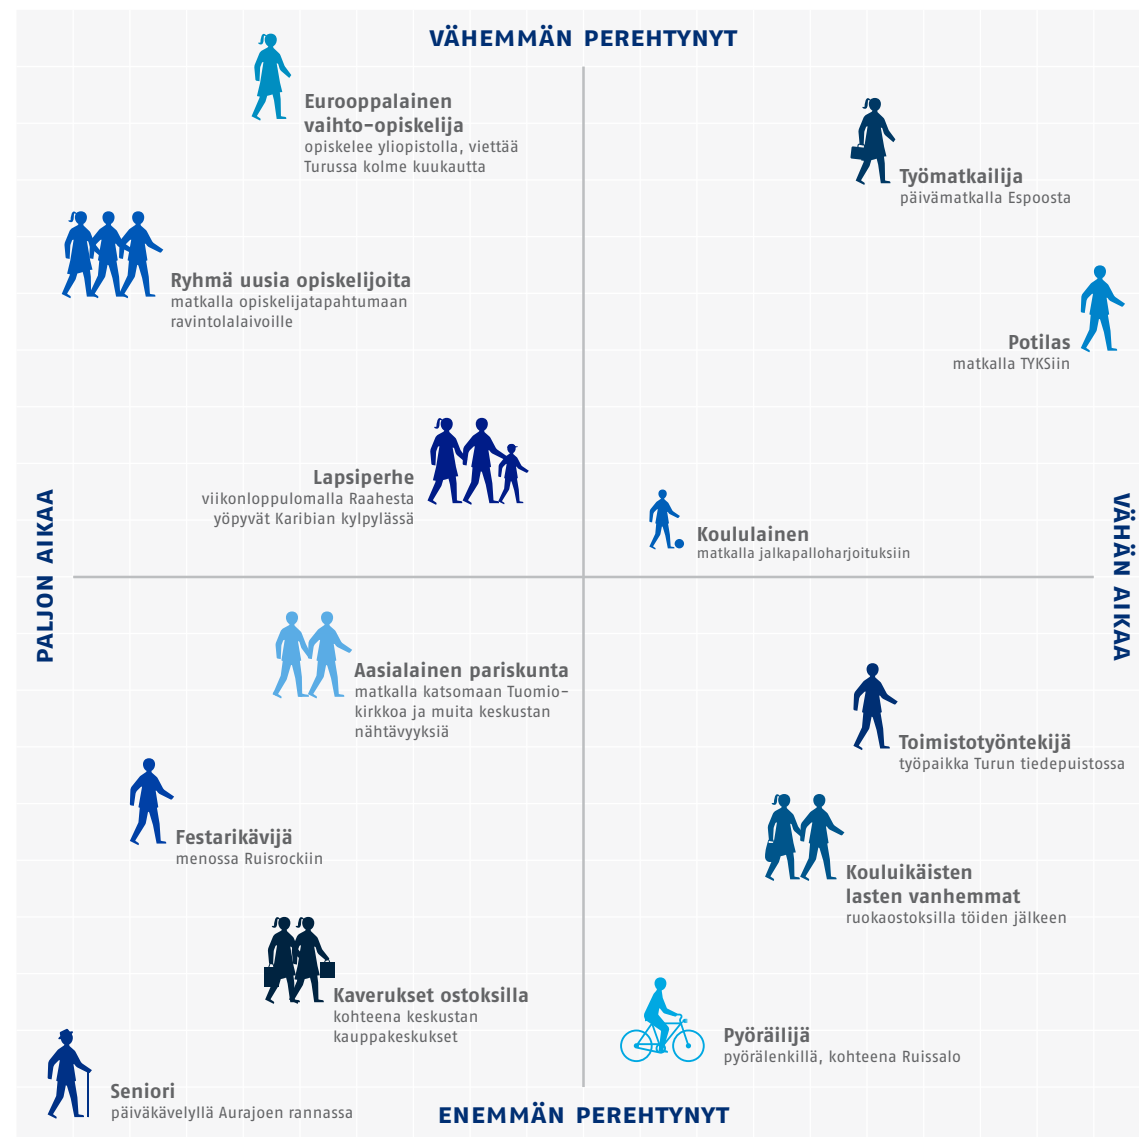 VÄHEMMÄN PEREHTYNYT
Eurooppalainen
vaihto-opiskelija
opiskelee yliopistolla, viettää
Turussa kolme kuukautta
Työmatkailija
päivämatkalla Espoosta
Ryhmä uusia opiskelijoita
matkalla opiskelijatapahtumaan
ravintolalaivoille
Potilas
matkalla TYKSiin
Lapsiperhe
viikonloppulomalla Raahesta
yöpyvät Karibian kylpylässä
Koululainen
matkalla jalkapalloharjoituksiin
PALJON AIKAA
VÄHÄN AIKAA
Aasialainen pariskunta
matkalla katsomaan Tuomio-
kirkkoa ja muita keskustan
nähtävyyksiä
Toimistotyöntekijä
työpaikka Turun tiedepuistossa
Festarikävijä
menossa Ruisrockiin
Kouluikäisten
lasten vanhemmat
ruokaostoksilla töiden jälkeen
Kaverukset ostoksilla
kohteena keskustan
kauppakeskukset
Pyöräilijä
pyörälenkillä, kohteena Ruissalo
Seniori
päiväkävelyllä Aurajoen rannassa
ENEMMÄN PEREHTYNYT